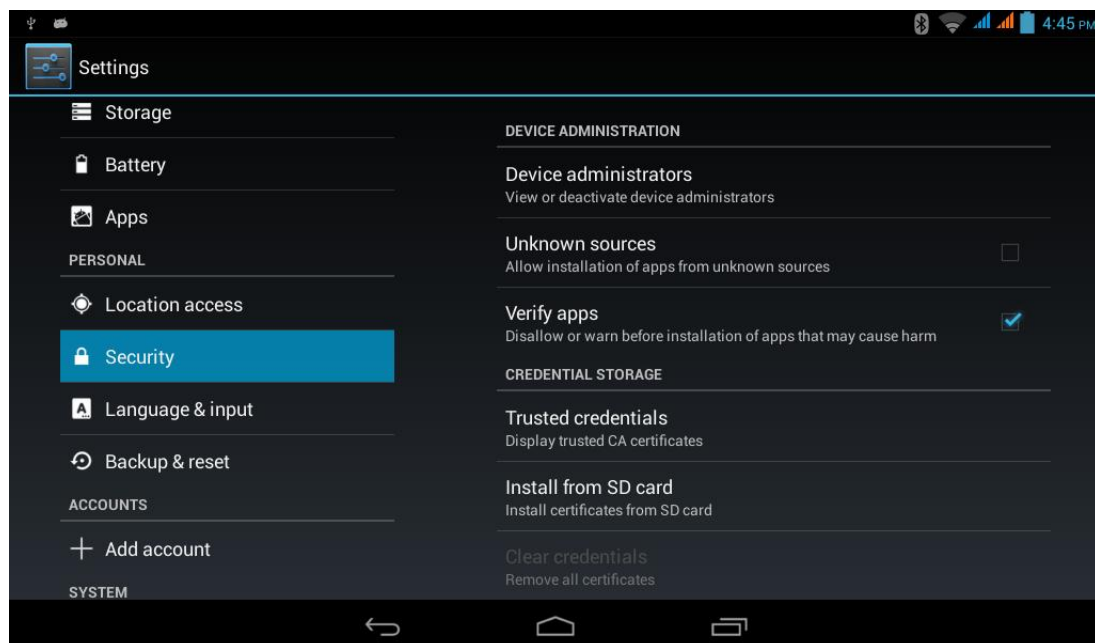 4:45 PM
Settings
Storage
Battery
Apps
PERSONAL
Location access
Security
Language & input
Backup & reset
ACCOUNTS
Add account
SYSTEM
DEVICE ADMINISTRATION
Device administrators
View or deactivate device administrators
Unknown sources
Allow installation of apps from unknown sources
Verify apps
Disallow or warn before installation of apps that may cause harm
CREDENTIAL STORAGE
Trusted credentials
Display trusted CA certificates
Install from SD card
Install certificates from SD card
Clear credentials
Remove all certificates